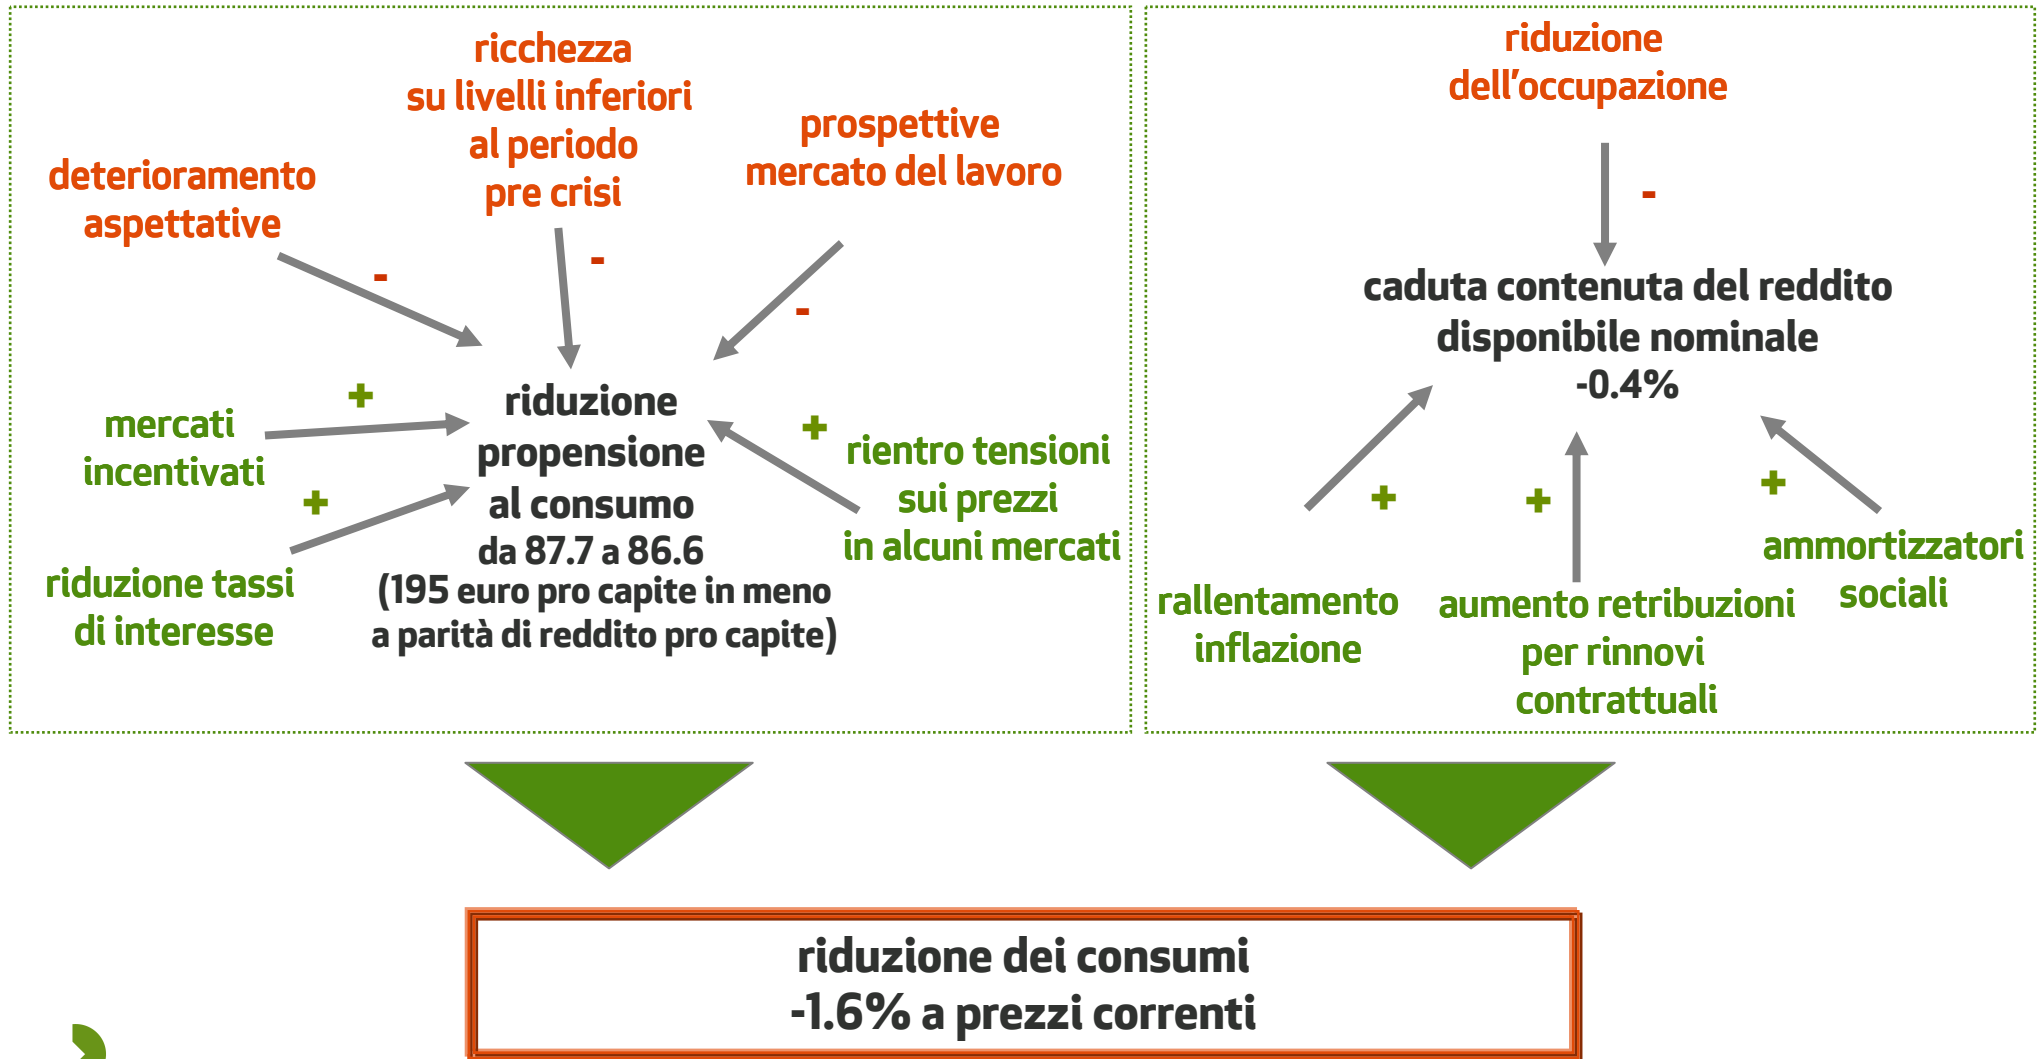 ricchezza
su livelli inferiori
al periodo
pre crisi
prospettive
mercato del lavoro
deterioramento
aspettative
-
-
-
riduzione
propensione
al consumo
da 87.7 a 86.6
(195 euro pro capite in meno
a parità di reddito pro capite)
+
mercati
incentivati
+
riduzione tassi
di interesse
+
rientro tensioni
sui prezzi
in alcuni mercati
riduzione
dell’occupazione
-
caduta contenuta del reddito
disponibile nominale
-0.4%
+
+
+
rallentamento
inflazione
aumento retribuzioni
per rinnovi
contrattuali
ammortizzatori
sociali
riduzione dei consumi
-1.6% a prezzi correnti